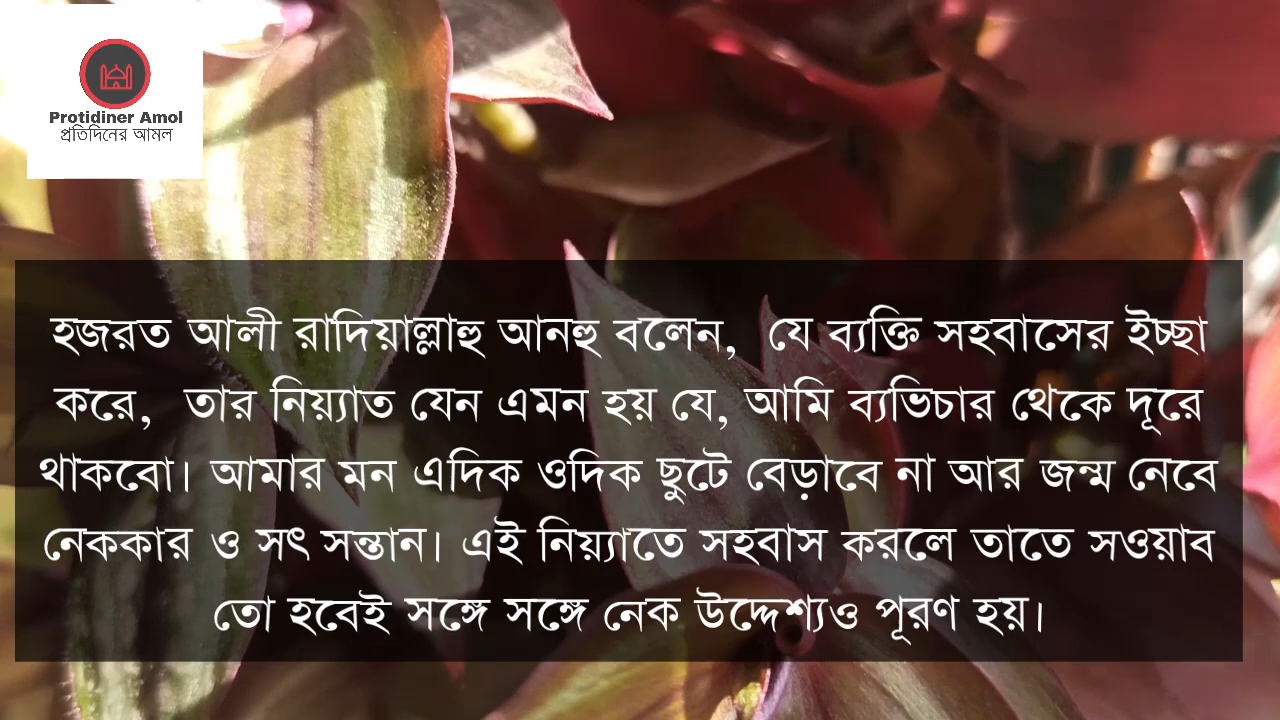 Protidiner Amol
প্রতিদিনের আমল
হজরত আলী রাদিয়াল্লাহু আনহু বলেন, যে ব্যক্তি সহবাসের ইচ্ছা
করে, তার নিয়্যাত যেন এমন হয় যে, আমি ব্যভিচার থেকে দূরে
থাকবো। আমার মন এদিক ওদিক ছুটে বেড়াবে না আর জন্ম নেবে
নেককার ও সৎ সন্তান। এই নিয়্যাতে সহবাস করলে তাতে সওয়াব
তো হবেই সঙ্গে সঙ্গে নেক উদ্দেশ্যও পূরণ হয়।